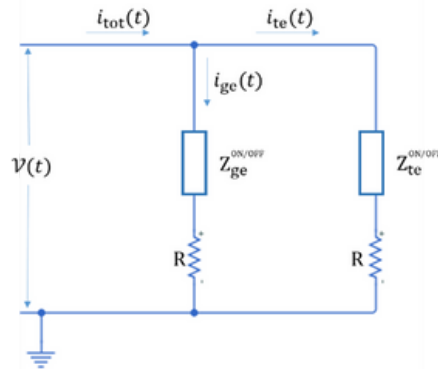 i_tot(t) i_te(t)
i_ge(t)
𝒱(t)
Z_ge^ON/OFF Z_te^ON/OFF
+ +
R R
- -